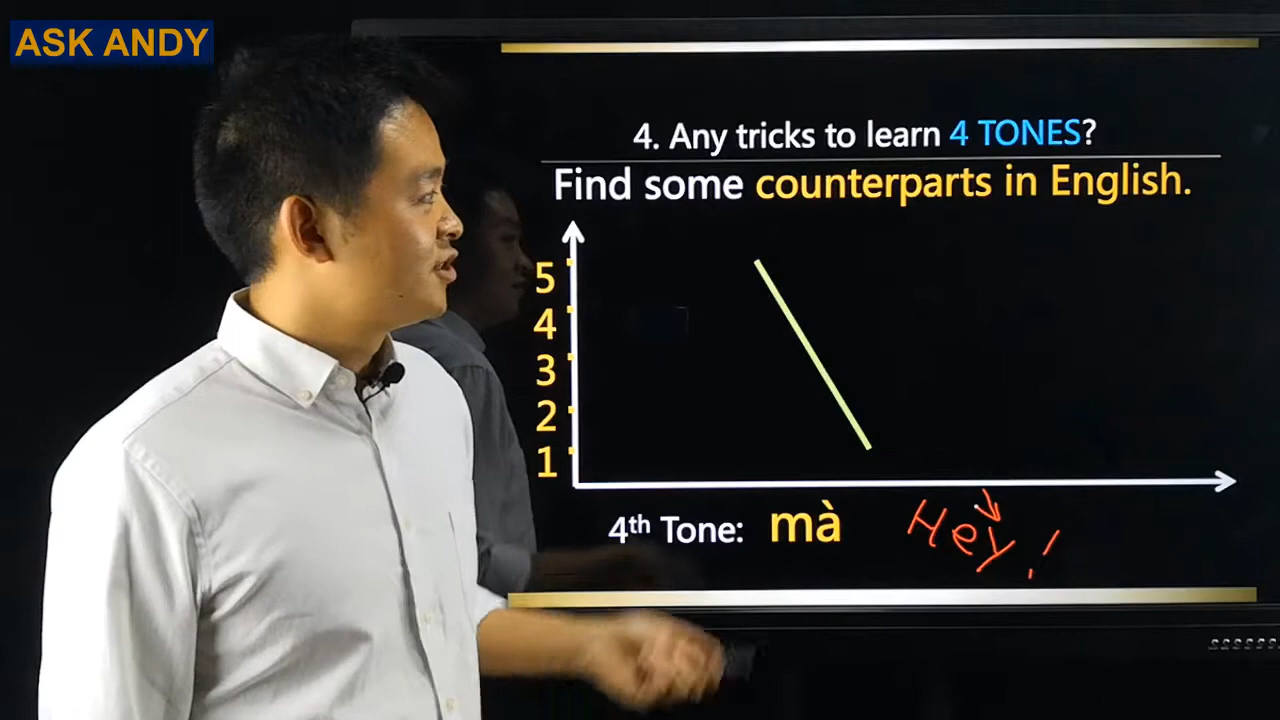 ASK ANDY
4. Any tricks to learn 4 TONES?
Find some counterparts in English.
5
4
3
2
1
4th Tone: mà Hey!